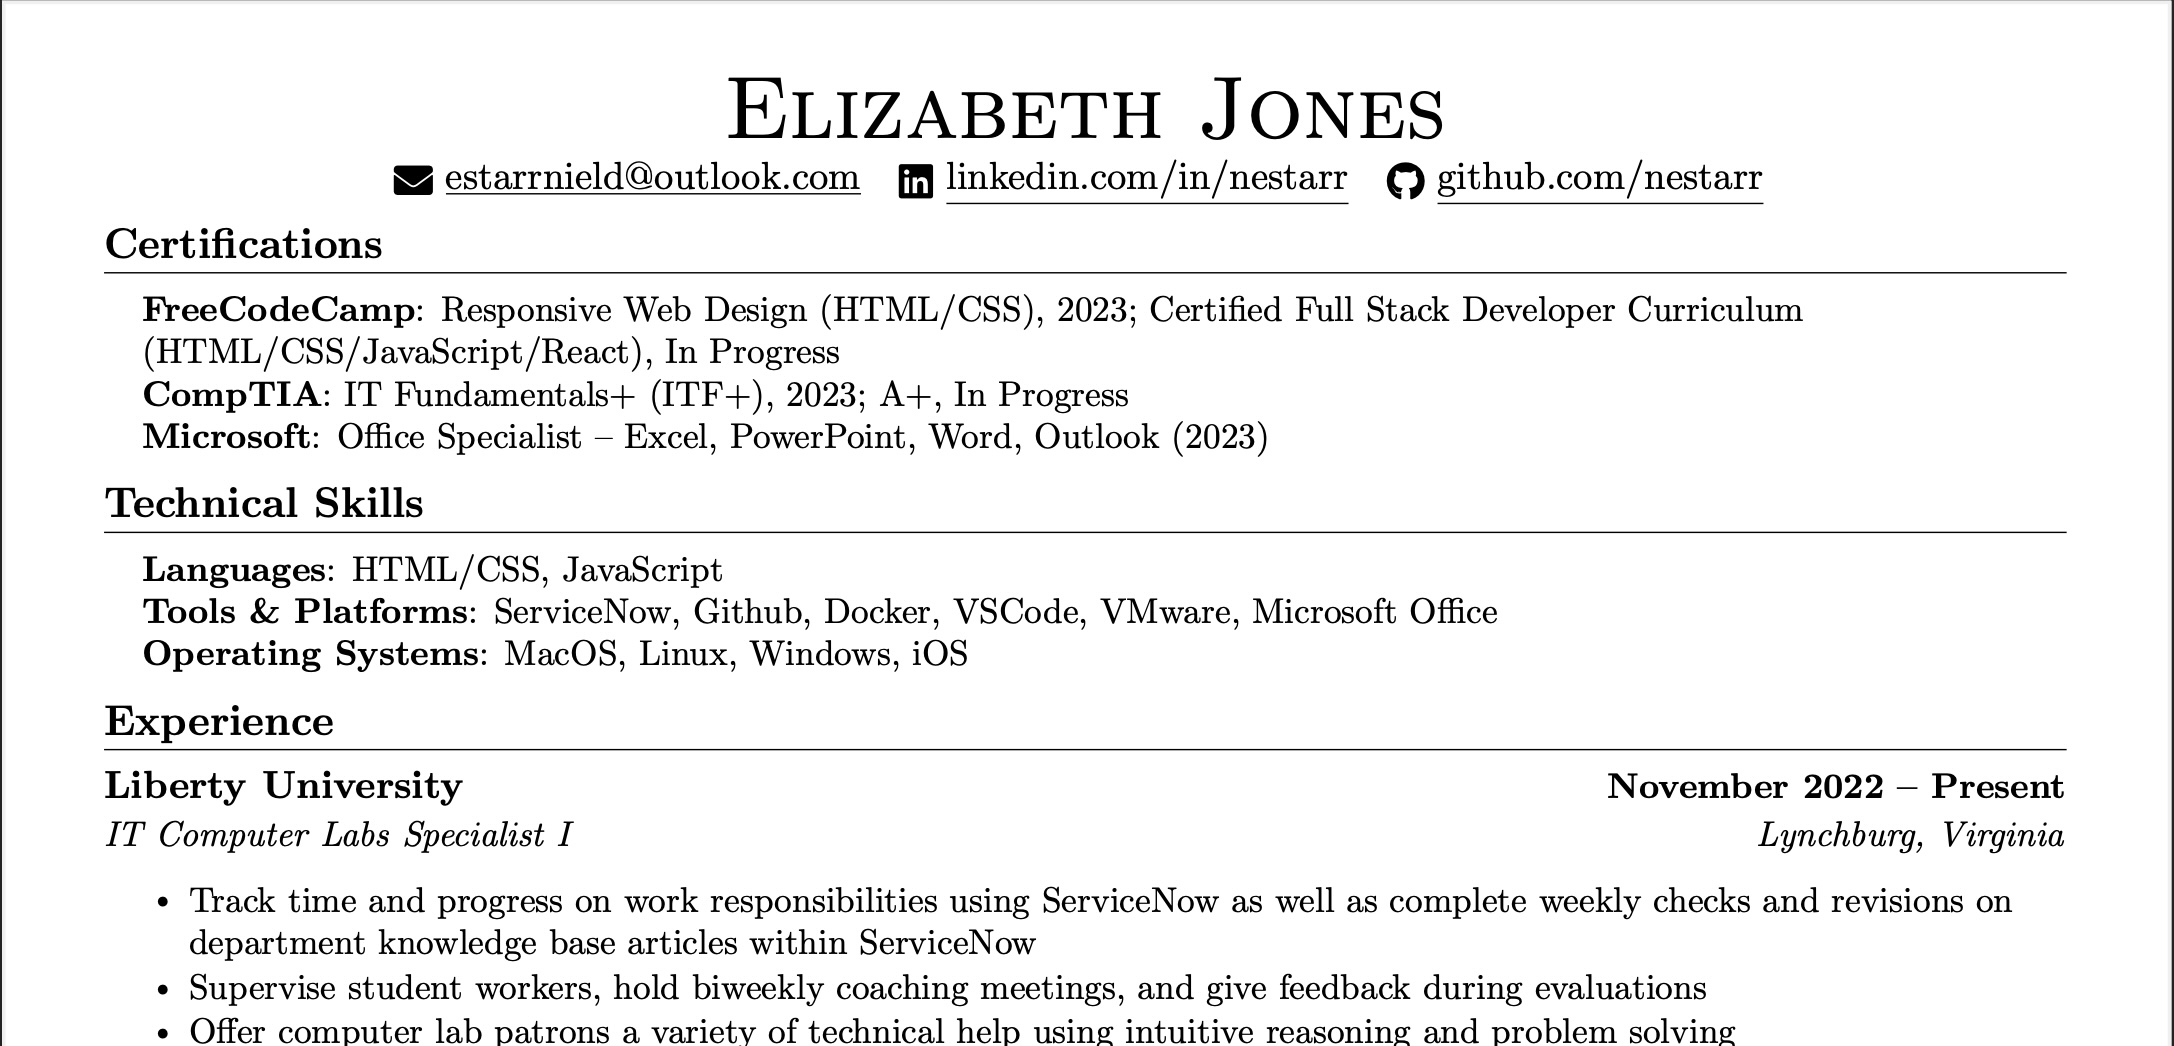 Elizabeth Jones
estarrnield@outlook.com linkedin.com/in/nestarr github.com/nestarr
Certifications
FreeCodeCamp: Responsive Web Design (HTML/CSS), 2023; Certified Full Stack Developer Curriculum
(HTML/CSS/JavaScript/React), In Progress
CompTIA: IT Fundamentals+ (ITF+), 2023; A+, In Progress
Microsoft: Office Specialist – Excel, PowerPoint, Word, Outlook (2023)
Technical Skills
Languages: HTML/CSS, JavaScript
Tools & Platforms: ServiceNow, Github, Docker, VSCode, VMware, Microsoft Office
Operating Systems: MacOS, Linux, Windows, iOS
Experience
Liberty University November 2022 – Present
IT Computer Labs Specialist I Lynchburg, Virginia
• Track time and progress on work responsibilities using ServiceNow as well as complete weekly checks and revisions on
department knowledge base articles within ServiceNow
• Supervise student workers, hold biweekly coaching meetings, and give feedback during evaluations
• Offer computer lab patrons a variety of technical help using intuitive reasoning and problem solving